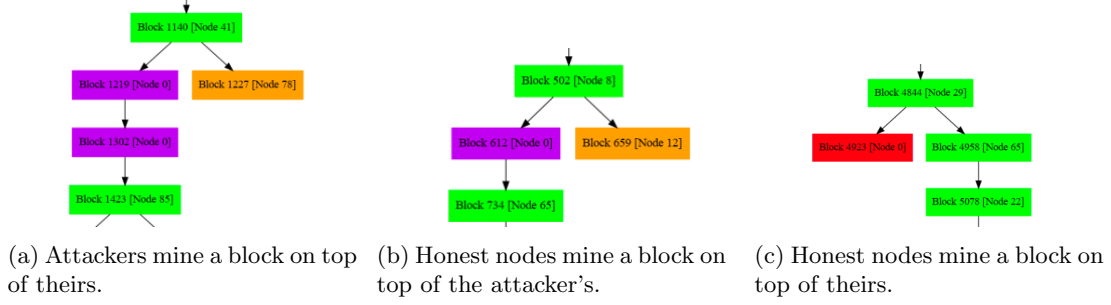 Block 1140 [Node 41]
Block 1219 [Node 0]
Block 1227 [Node 78]
Block 1302 [Node 0]
Block 1423 [Node 85]
(a) Attackers mine a block on top
of theirs.
Block 502 [Node 8]
Block 612 [Node 0]
Block 659 [Node 12]
Block 734 [Node 65]
(b) Honest nodes mine a block on
top of the attacker's.
Block 4844 [Node 29]
Block 4923 [Node 0]
Block 4958 [Node 65]
Block 5078 [Node 22]
(c) Honest nodes mine a block on
top of theirs.